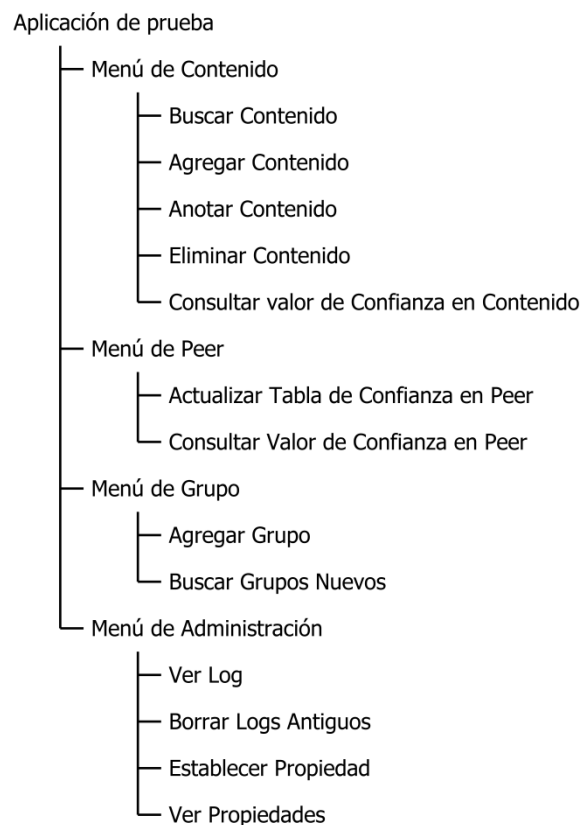 Aplicación de prueba
Menú de Contenido
Buscar Contenido
Agregar Contenido
Anotar Contenido
Eliminar Contenido
Consultar valor de Confianza en Contenido
Menú de Peer
Actualizar Tabla de Confianza en Peer
Consultar Valor de Confianza en Peer
Menú de Grupo
Agregar Grupo
Buscar Grupos Nuevos
Menú de Administración
Ver Log
Borrar Logs Antiguos
Establecer Propiedad
Ver Propiedades